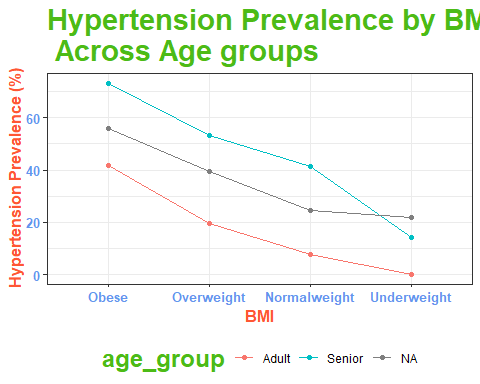 Hypertension Prevalence by BM
Across Age groups
Hypertension Prevalence (%)
60
40
20
0
Obese Overweight Normalweight Underweight
BMI
age_group Adult Senior NA